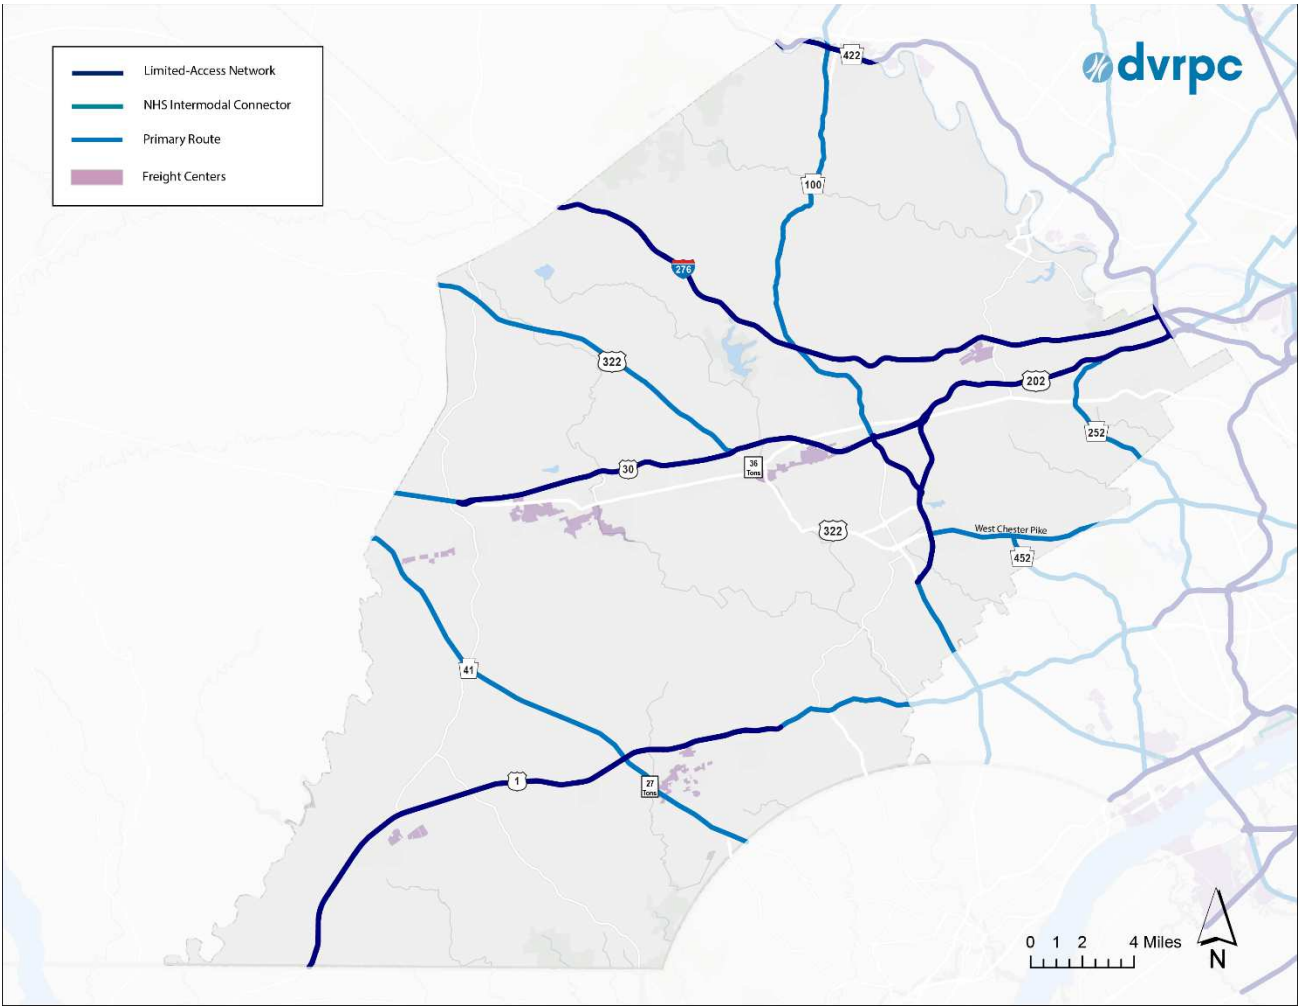 Limited-Access Network
NHS Intermodal Connector
Primary Route
Freight Centers
dvrpc
422
100
276
322
202
252
30
36
Tons
322
West Chester Pike
452
41
1
27
Tons
0 1 2 4 Miles
N